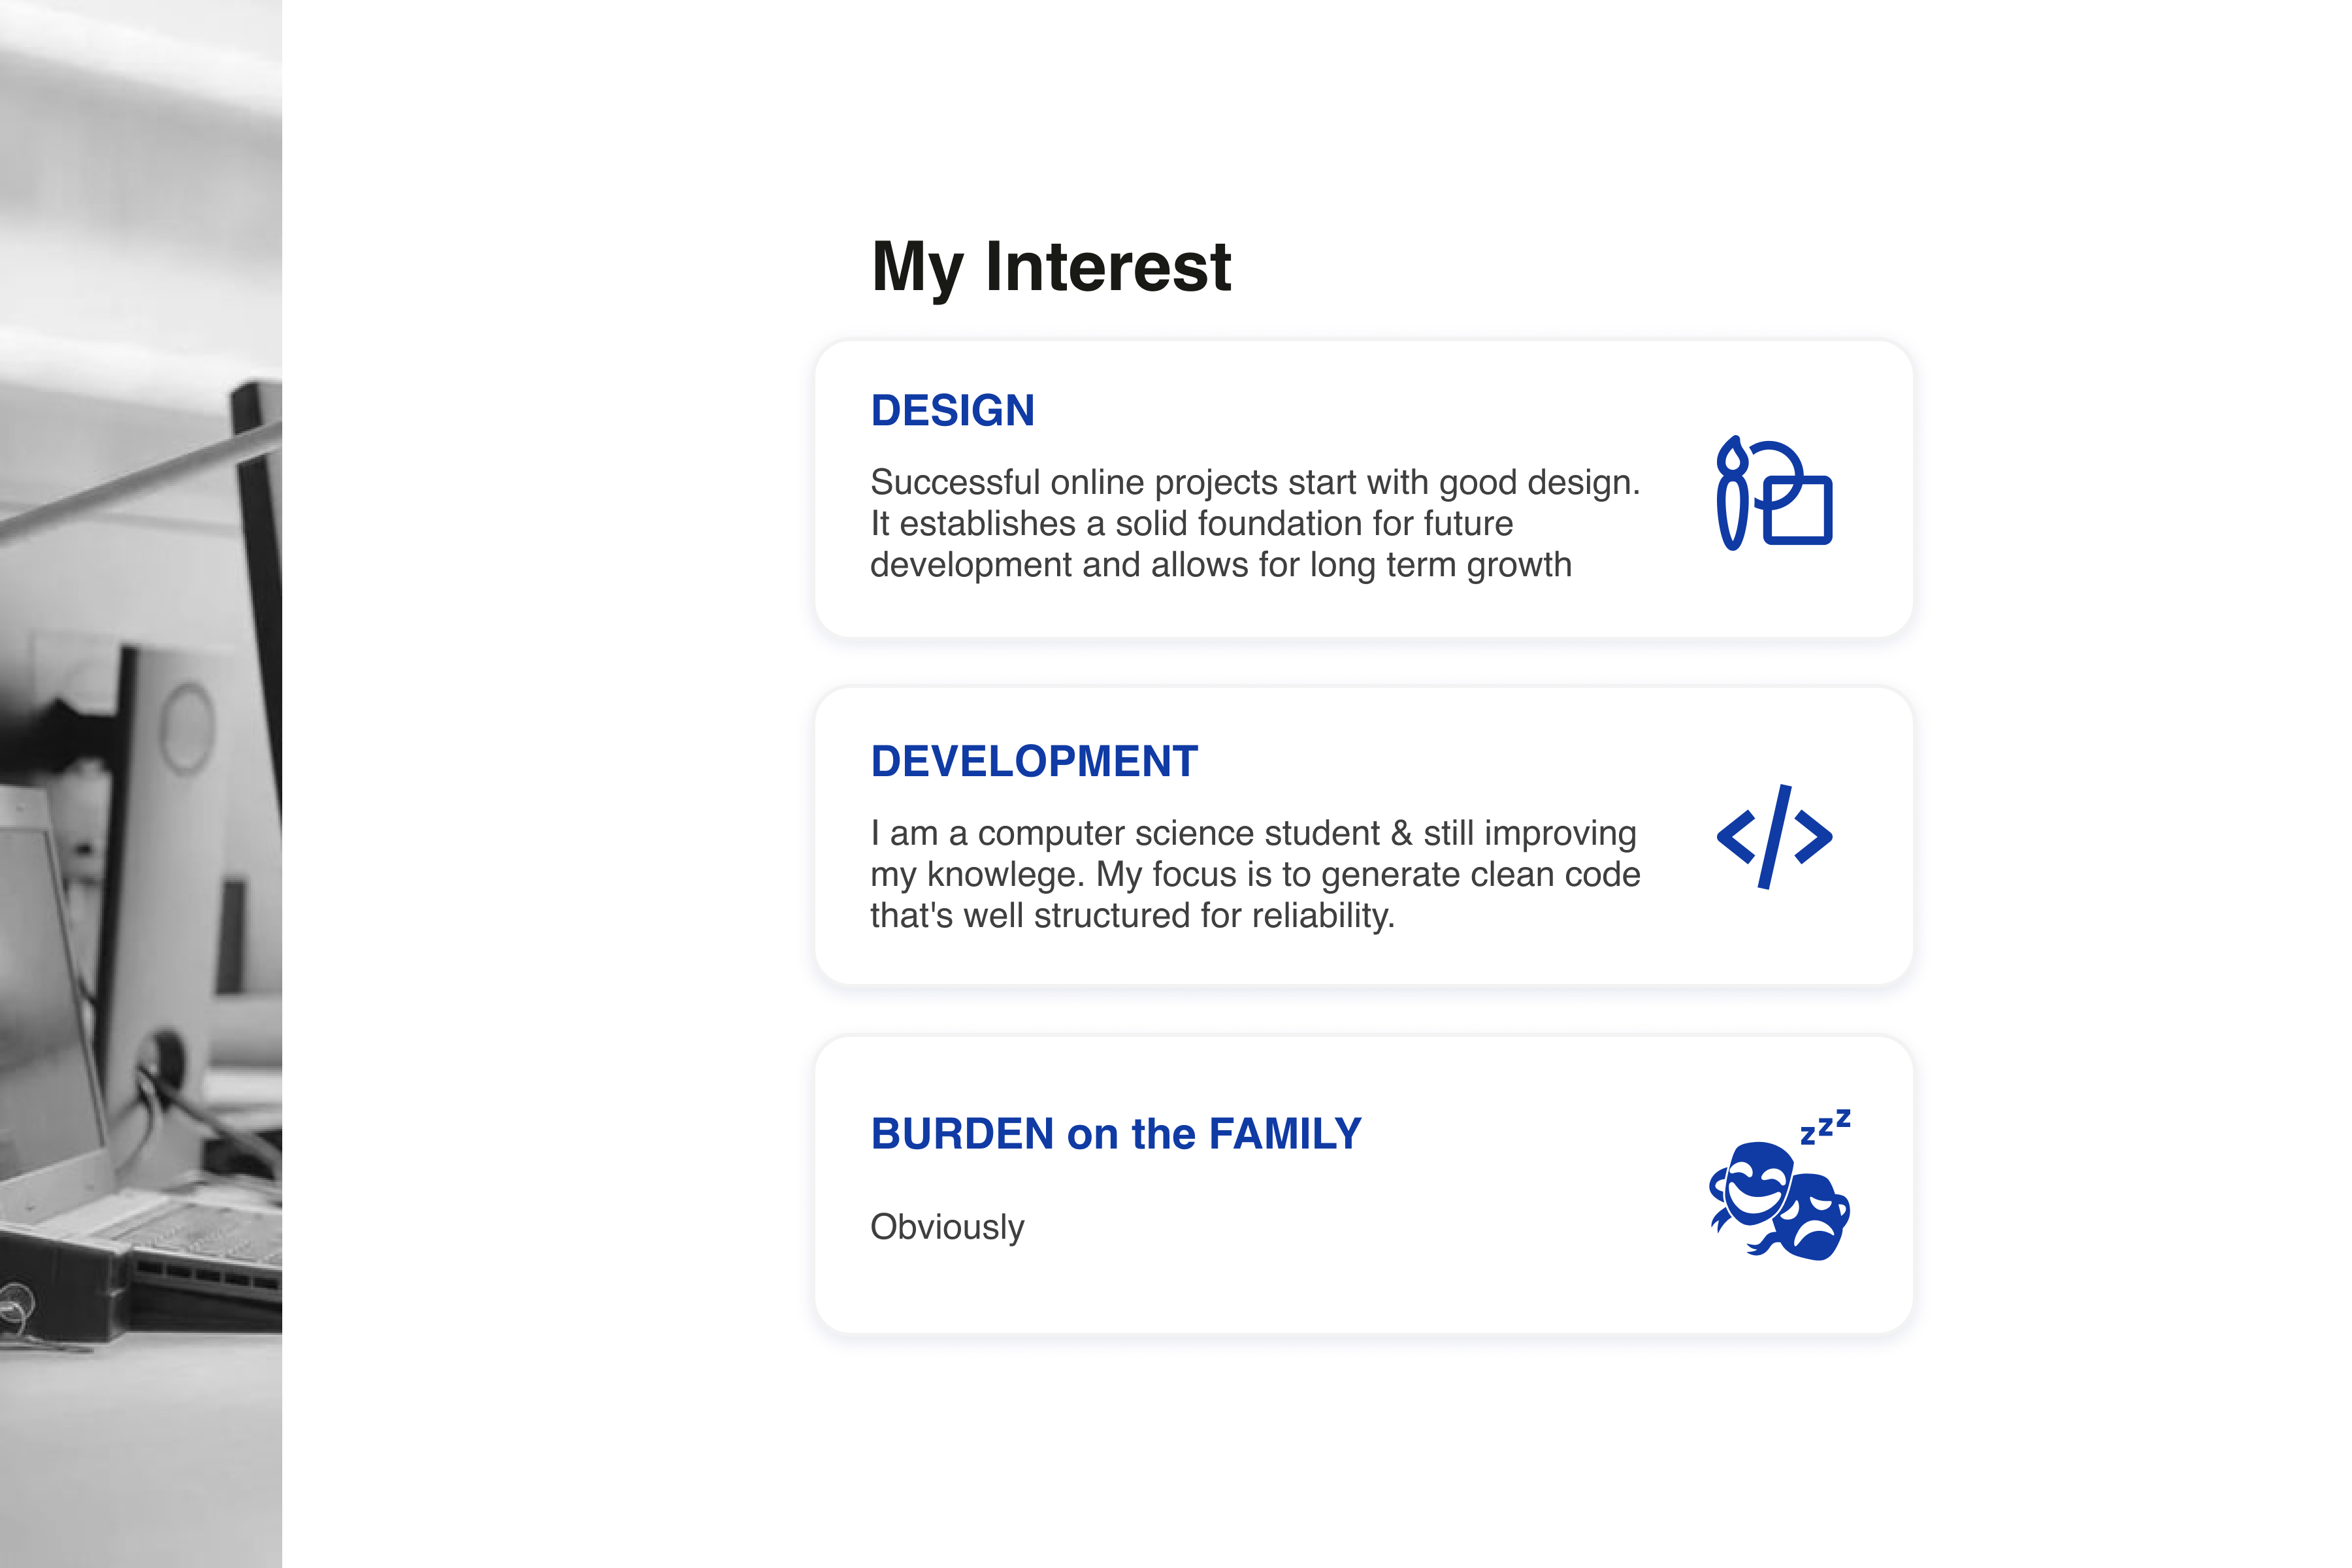 My Interest
DESIGN
Successful online projects start with good design.
It establishes a solid foundation for future
development and allows for long term growth
DEVELOPMENT
I am a computer science student & still improving
my knowlege. My focus is to generate clean code
that's well structured for reliability.
BURDEN on the FAMILY
zzz
Obviously